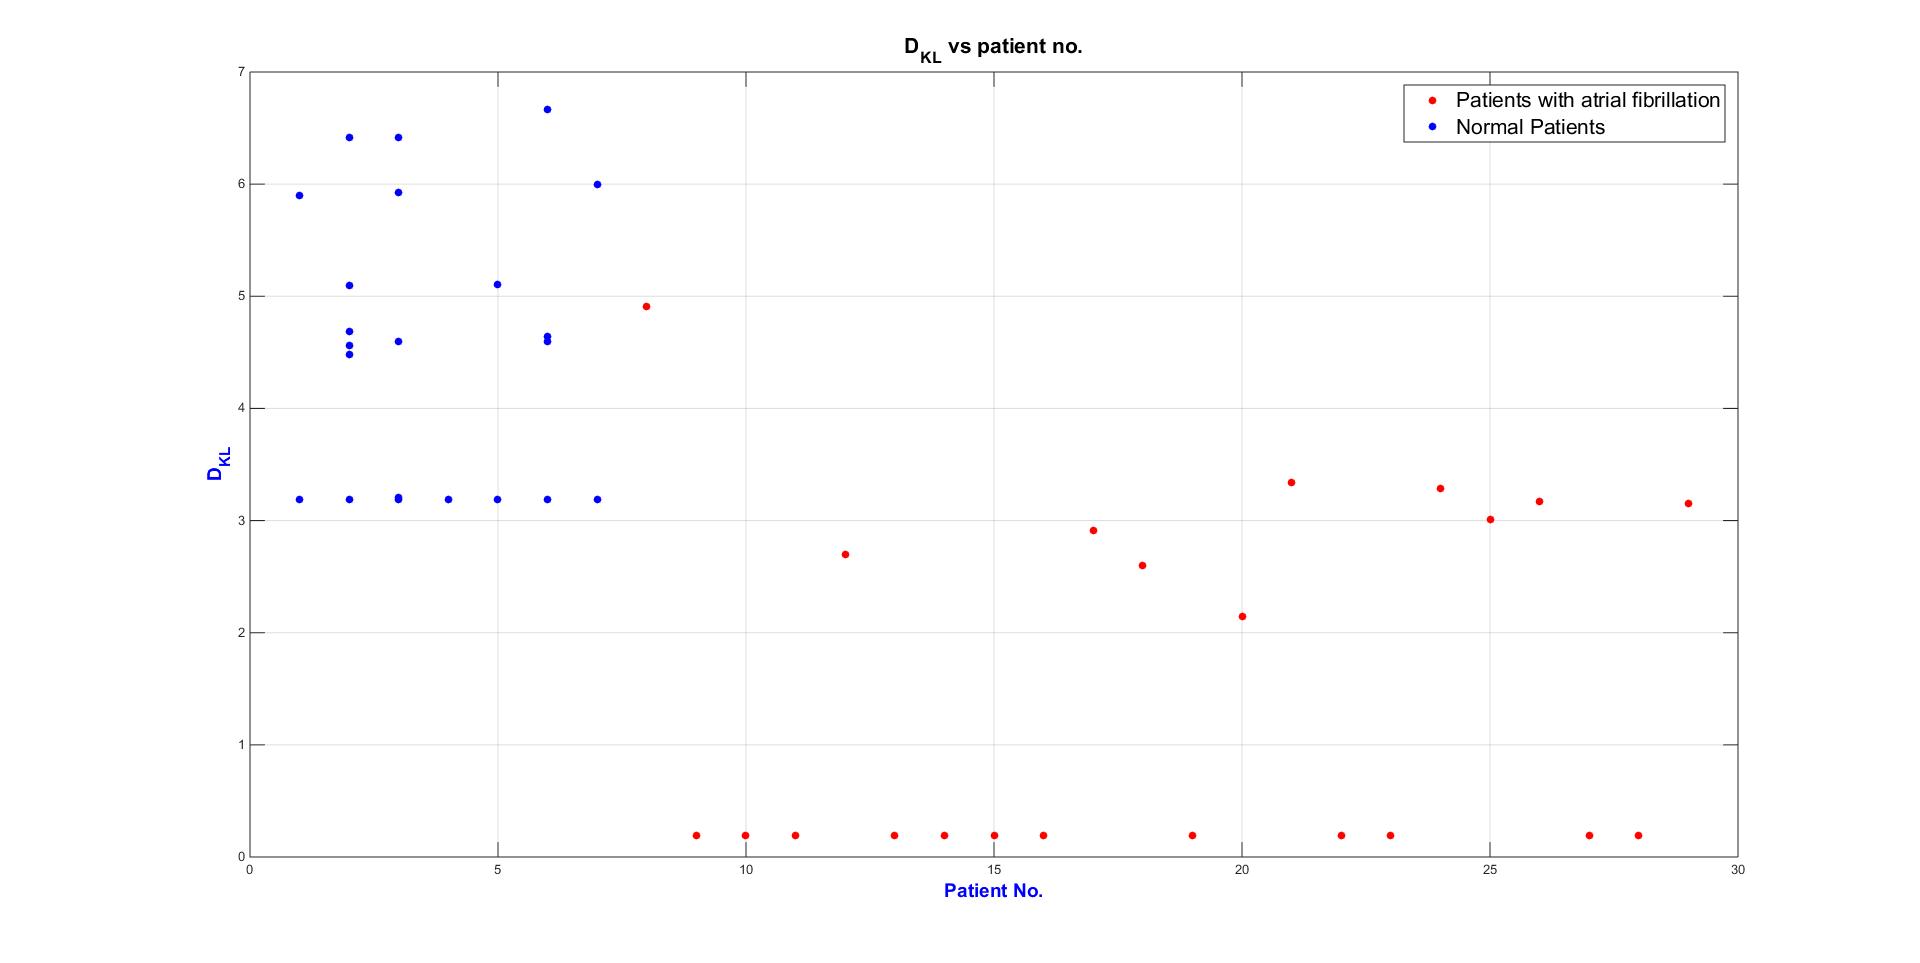 D_KL vs patient no.
Patients with atrial fibrillation
Normal Patients
7
6
5
4
3
2
1
0
D_KL
0 5 10 15 20 25 30
Patient No.